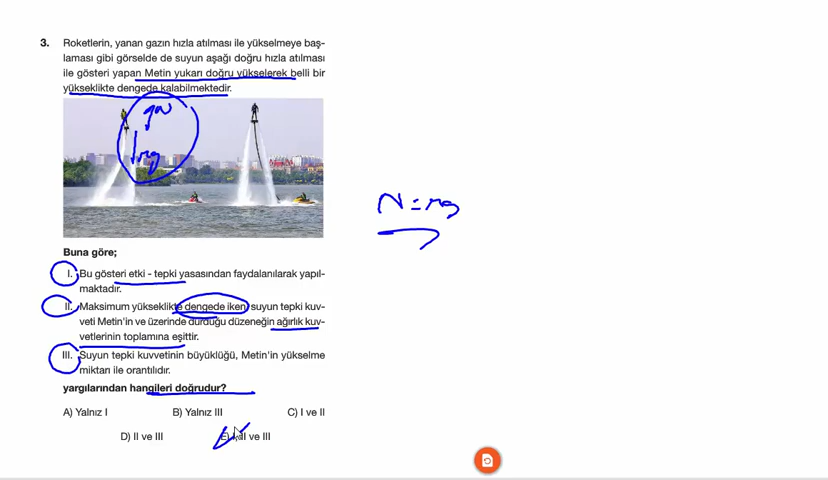 3. Roketlerin, yanan gazın hızla atılması ile yükselmeye baş-
laması gibi görselde de suyun aşağı doğru hızla atılması
ile gösteri yapan Metin yukarı doğru yükselerek belli bir
yükseklikte dengede kalabilmektedir.
mg
Buna göre;
I. Bu gösteri etki - tepki yasasından faydalanılarak yapıl-
maktadır.
II. Maksimum yükseklikte dengede iken suyun tepki kuv-
veti Metin'in ve üzerinde durduğu düzeneğin ağırlık kuv-
vetlerinin toplamına eşittir.
III. Suyun tepki kuvvetinin büyüklüğü, Metin'in yükselme
miktarı ile orantılıdır.
yargılarından hangileri doğrudur?
A) Yalnız I B) Yalnız III C) I ve II
D) II ve III II ve III
N = mg